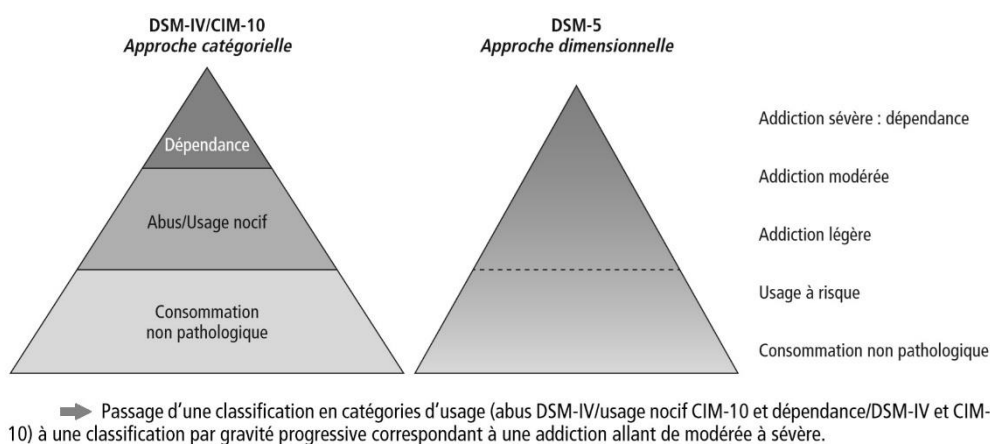 DSM-IV/CIM-10
Approche catégorielle
Dépendance
Abus/Usage nocif
Consommation
non pathologique
DSM-5
Approche dimensionnelle
Addiction sévère : dépendance
Addiction modérée
Addiction légère
Usage à risque
Consommation non pathologique
Passage d’une classification en catégories d’usage (abus DSM-IV/usage nocif CIM-10 et dépendance/DSM-IV et CIM-
10) à une classification par gravité progressive correspondant à une addiction allant de modérée à sévère.